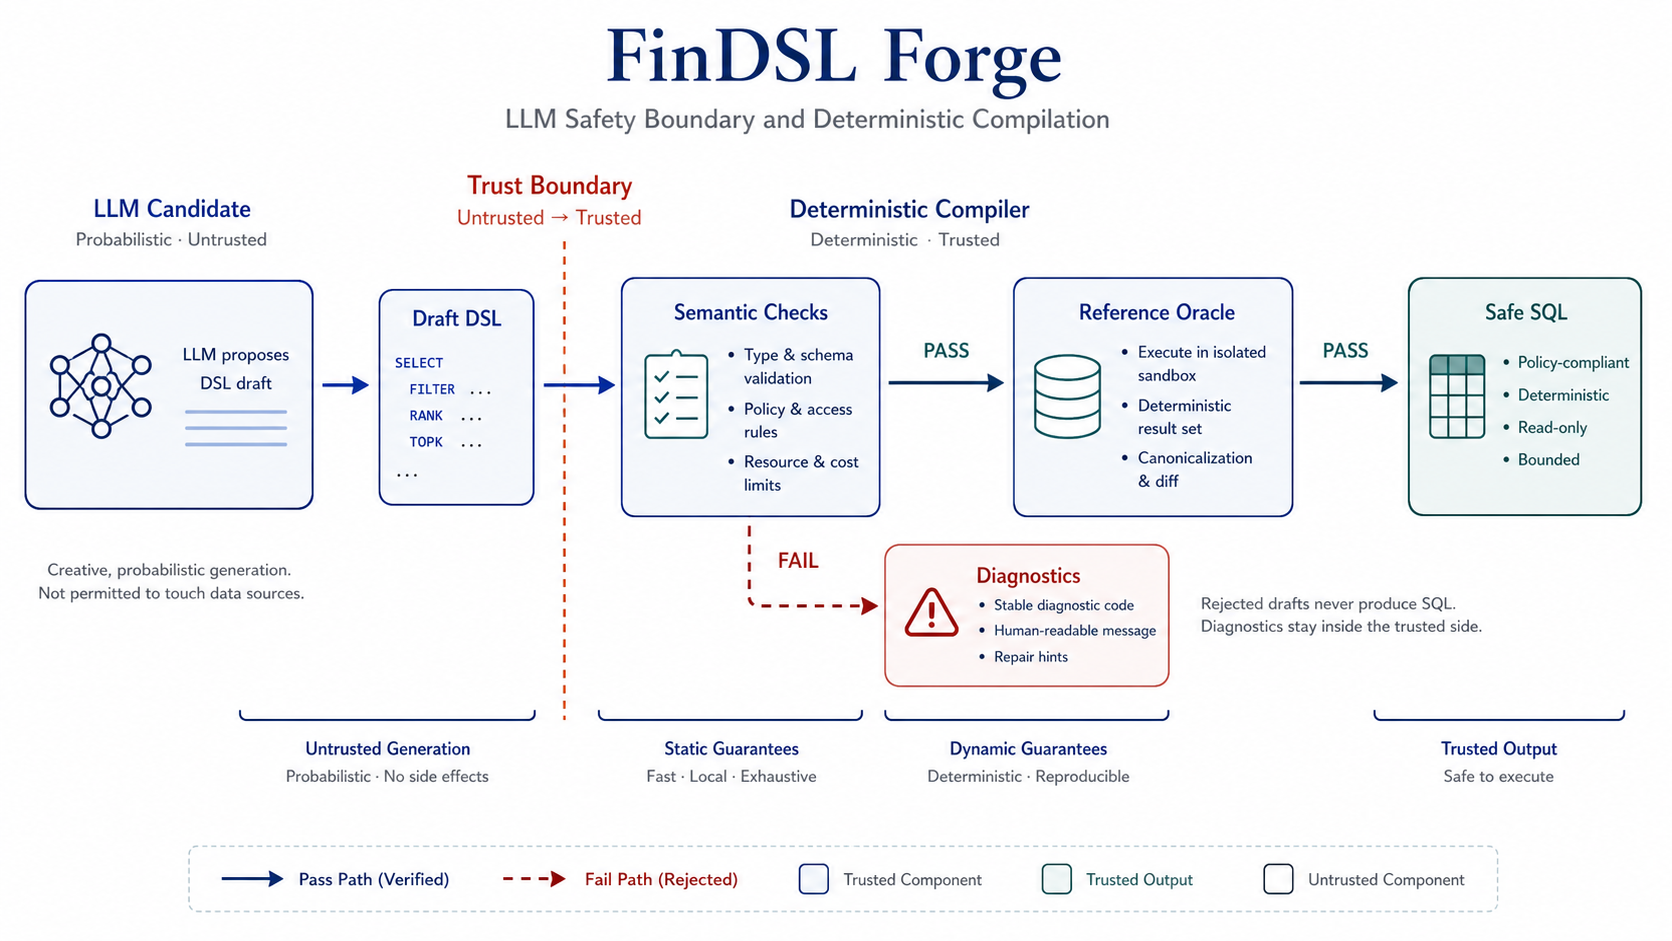 FinDSL Forge
LLM Safety Boundary and Deterministic Compilation
LLM Candidate
Probabilistic · Untrusted
Trust Boundary
Untrusted → Trusted
Deterministic Compiler
Deterministic · Trusted
LLM proposes
DSL draft
Draft DSL
SELECT
FILTER ...
RANK ...
TOPK ...
...
Semantic Checks
• Type & schema
validation
• Policy & access
rules
• Resource & cost
limits
PASS
Reference Oracle
• Execute in isolated
sandbox
• Deterministic
result set
• Canonicalization
& diff
PASS
Safe SQL
• Policy-compliant
• Deterministic
• Read-only
• Bounded
Creative, probabilistic generation.
Not permitted to touch data sources.
FAIL
Diagnostics
• Stable diagnostic code
• Human-readable message
• Repair hints
Rejected drafts never produce SQL.
Diagnostics stay inside the trusted side.
Untrusted Generation
Probabilistic · No side effects
Static Guarantees
Fast · Local · Exhaustive
Dynamic Guarantees
Deterministic · Reproducible
Trusted Output
Safe to execute
Pass Path (Verified)
Fail Path (Rejected)
Trusted Component
Trusted Output
Untrusted Component